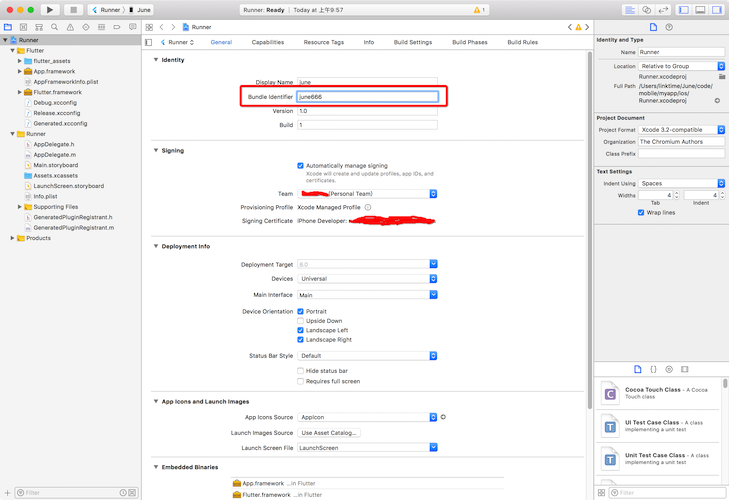 Runner: Ready | Today at 上午9:57
1
Runner
June
Runner
Runner
Flutter
flutter_assets
App.framework
AppFrameworkInfo.plist
Flutter.framework
Debug.xcconfig
Release.xcconfig
Generated.xcconfig
Runner
AppDelegate.h
AppDelegate.m
Main.storyboard
Assets.xcassets
LaunchScreen.storyboard
Info.plist
Supporting Files
GeneratedPluginRegistrant.h
GeneratedPluginRegistrant.m
Products
Filter
Runner
General
Capabilities
Resource Tags
Info
Build Settings
Build Phases
Build Rules
Identity
Display Name june
Bundle Identifier june666
Version 1.0
Build 1
Signing
Automatically manage signing
Xcode will create and update profiles, app IDs, and
certificates.
Team (Personal Team)
Provisioning Profile Xcode Managed Profile
Signing Certificate iPhone Developer:
Deployment Info
Deployment Target 8.0
Devices Universal
Main Interface Main
Device Orientation Portrait
Upside Down
Landscape Left
Landscape Right
Status Bar Style Default
Hide status bar
Requires full screen
App Icons and Launch Images
App Icons Source AppIcon
Launch Images Source Use Asset Catalog...
Launch Screen File LaunchScreen
Embedded Binaries
App.framework ...in Flutter
Flutter.framework ...in Flutter
Identity and Type
Name Runner
Location Relative to Group
Runner.xcodeproj
Full Path /Users/linktime/June/code/
mobile/myapp/ios/
Runner.xcodeproj
Project Document
Project Format Xcode 3.2-compatible
Organization The Chromium Authors
Class Prefix
Text Settings
Indent Using Spaces
Widths 4 4
Tab Indent
Wrap lines
C
Cocoa Touch Class - A Cocoa
Touch class
T
UI Test Case Class - A class
implementing a unit test
T
Unit Test Case Class - A class
implementing a unit test
Filter